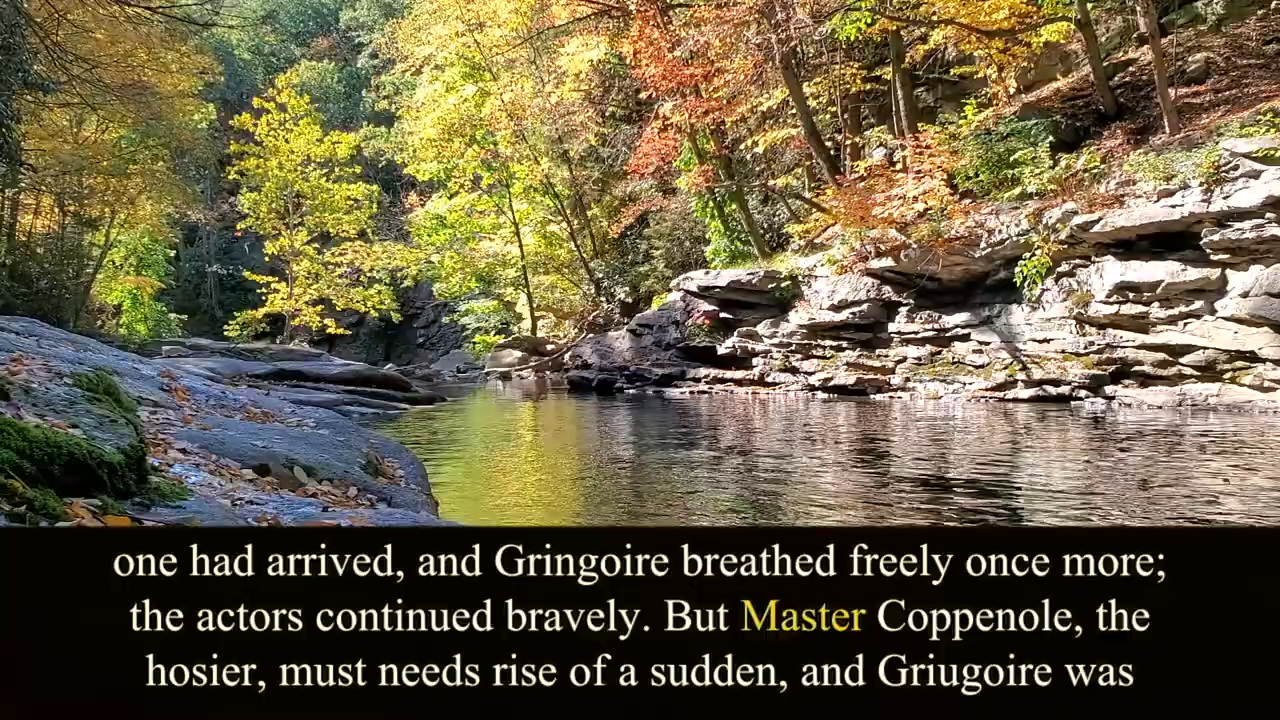 one had arrived, and Gringoire breathed freely once more;
the actors continued bravely. But Master Coppenole, the
hosier, must needs rise of a sudden, and Griugoire was